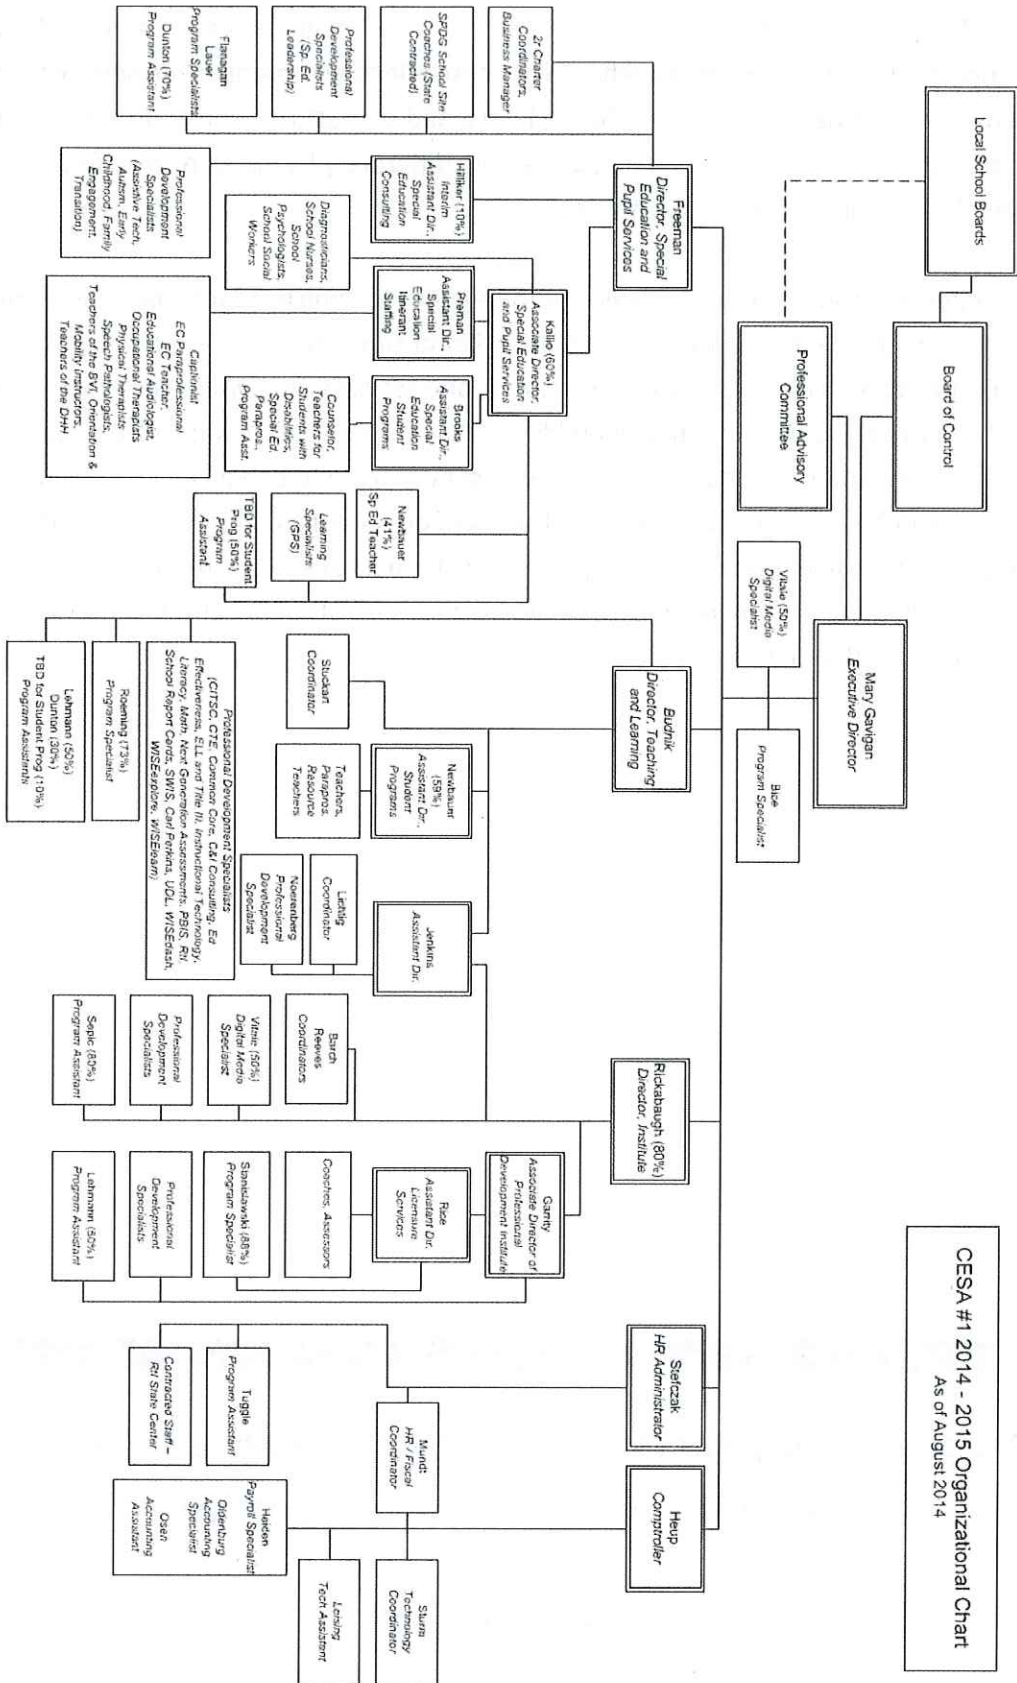 CESA #1 2014 - 2015 Organizational Chart
As of August 2014
Local School Boards
Board of Control
Professional Advisory
Committee
Mary Gavigan
Executive Director
Vitale (50%)
Digital Media
Specialist
Bice
Program Specialist
Freeman
Director, Special
Education and
Pupil Services
2r Charter
Coordinators,
Business Manager
SPDG School Site
Coaches (State
Contracted)
Professional
Development
Specialists
(Sp. Ed.
Leadership)
Flanagan
Lauer
Program Specialists
Dunton (70%)
Program Assistant
Hilliker (10%)
Interim
Assistant Dir.,
Special
Education
Consulting
Professional
Development
Specialists
(Assistive Tech,
Autism, Early
Childhood, Family
Engagement,
Transition)
Kallio (60%)
Associate Director,
Special Education
and Pupil Services
Diagnosticians,
School Nurses,
School
Psychologists,
School Social
Workers
Preman
Assistant Dir.,
Special
Education
Itinerant
Staffing
Captionist
EC Paraprofessional
EC Teacher,
Educational Audiologist,
Occupational Therapists
Physical Therapists
Speech Pathologists,
Teachers of the BVI, Orientation &
Mobility Instructors,
Teachers of the DHH
Brooks
Assistant Dir.,
Special
Education
Student
Programs
Counselor,
Teachers for
Students with
Disabilities,
Special Ed.
Parapros.,
Program Asst.
Newbauer
(41%)
Sp Ed Teacher
Learning
Specialists
(GPS)
TBD for Student
Prog (50%)
Program
Assistant
Budnik
Director, Teaching
and Learning
Stuckart
Coordinator
Newbauer
(59%)
Assistant Dir.,
Student
Programs
Teachers,
Parapros,
Resource
Teachers
Jenkins
Assistant Dir.
Lichtig
Coordinator
Noerenberg
Professional
Development
Specialist
Professional Development Specialists
(CITSC, CTE, Common Core, C&I Consulting, Ed
Effectiveness, ELL and Title III, Instructional Technology,
Literacy, Math, Next Generation Assessments, PBIS, RtI,
School Report Cards, SWIS, Carl Perkins, UDL, WISEdash,
WISExplore, WISElearn)
Roeming (73%)
Program Specialist
Lehmann (50%)
Dunton (30%)
TBD for Student Prog (10%)
Program Assistants
Rickabaugh (80%)
Director, Institute
Barch
Reeves
Coordinators
Vitale (50%)
Digital Media
Specialist
Professional
Development
Specialists
Sepic (80%)
Program Assistant
Garrity
Associate Director of
Professional
Development Institute
Rice
Assistant Dir.
Licensure
Services
Coaches, Assessors
Stanislawski (88%)
Program Specialist
Professional
Development
Specialists
Lehmann (50%)
Program Assistant
Stefczak
HR Administrator
Mundt
HR / Fiscal
Coordinator
Tuggle
Program Assistant
Contracted Staff –
RtI State Center
Heup
Comptroller
Sturm
Technology
Coordinator
Leising
Tech Assistant
Heiden
Payroll Specialist
Oldenburg
Accounting
Specialist
Osen
Accounting
Assistant